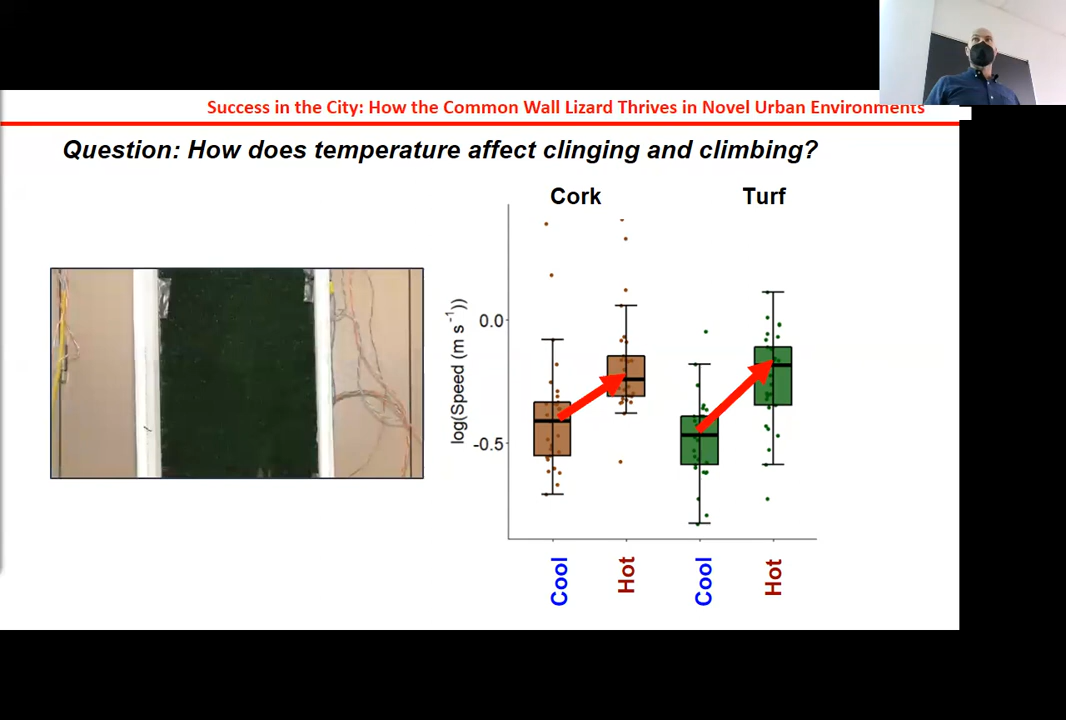 Success in the City: How the Common Wall Lizard Thrives in Novel Urban Environments
Question: How does temperature affect clinging and climbing?
Cork Turf
log(Speed (m s⁻¹))
0.0
-0.5
Cool Hot Cool Hot